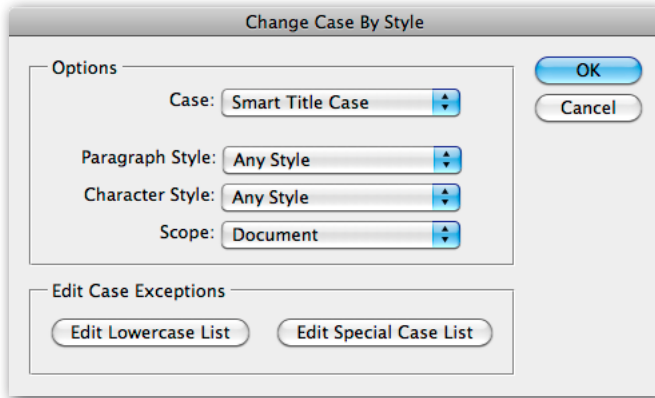 Change Case By Style
Options
Case: Smart Title Case
Paragraph Style: Any Style
Character Style: Any Style
Scope: Document
OK
Cancel
Edit Case Exceptions
Edit Lowercase List Edit Special Case List